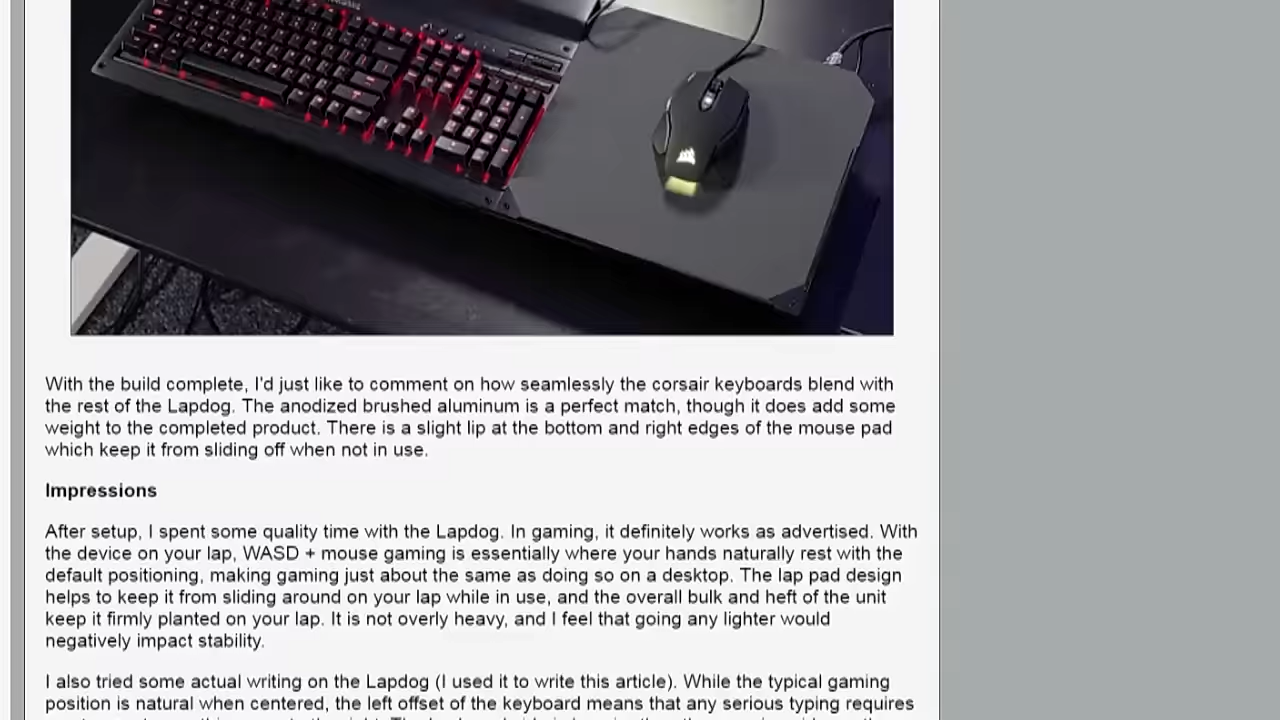 With the build complete, I'd just like to comment on how seamlessly the corsair keyboards blend with
the rest of the Lapdog. The anodized brushed aluminum is a perfect match, though it does add some
weight to the completed product. There is a slight lip at the bottom and right edges of the mouse pad
which keep it from sliding off when not in use.
Impressions
After setup, I spent some quality time with the Lapdog. In gaming, it definitely works as advertised. With
the device on your lap, WASD + mouse gaming is essentially where your hands naturally rest with the
default positioning, making gaming just about the same as doing so on a desktop. The lap pad design
helps to keep it from sliding around on your lap while in use, and the overall bulk and heft of the unit
keep it firmly planted on your lap. It is not overly heavy, and I feel that going any lighter would
negatively impact stability.
I also tried some actual writing on the Lapdog (I used it to write this article). While the typical gaming
position is natural when centered, the left offset of the keyboard means that any serious typing requires